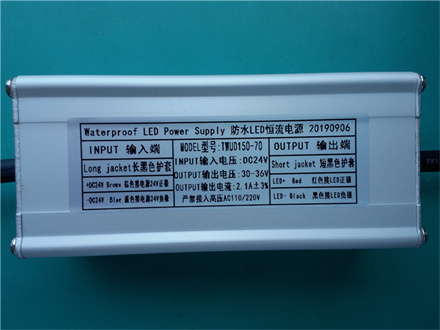 Waterproof LED Power Supply 防水LED恒流电源 20190906
INPUT 输入端
Long jacket长黑色护套
+DC24V Brown 棕色接电源24V正极
-DC24V Blue 蓝色接电源24V负极
MODEL型号:TWUD150-70
INPUT输入电压:DC24V
OUTPUT输出电压:30-36V
OUTPUT输出电流:2.1A±3%
严禁接入高压AC110/220V
OUTPUT 输出端
Short jacket 短黑色护套
LED+ Red 红色接LED正极
LED- Black 黑色接LED负极